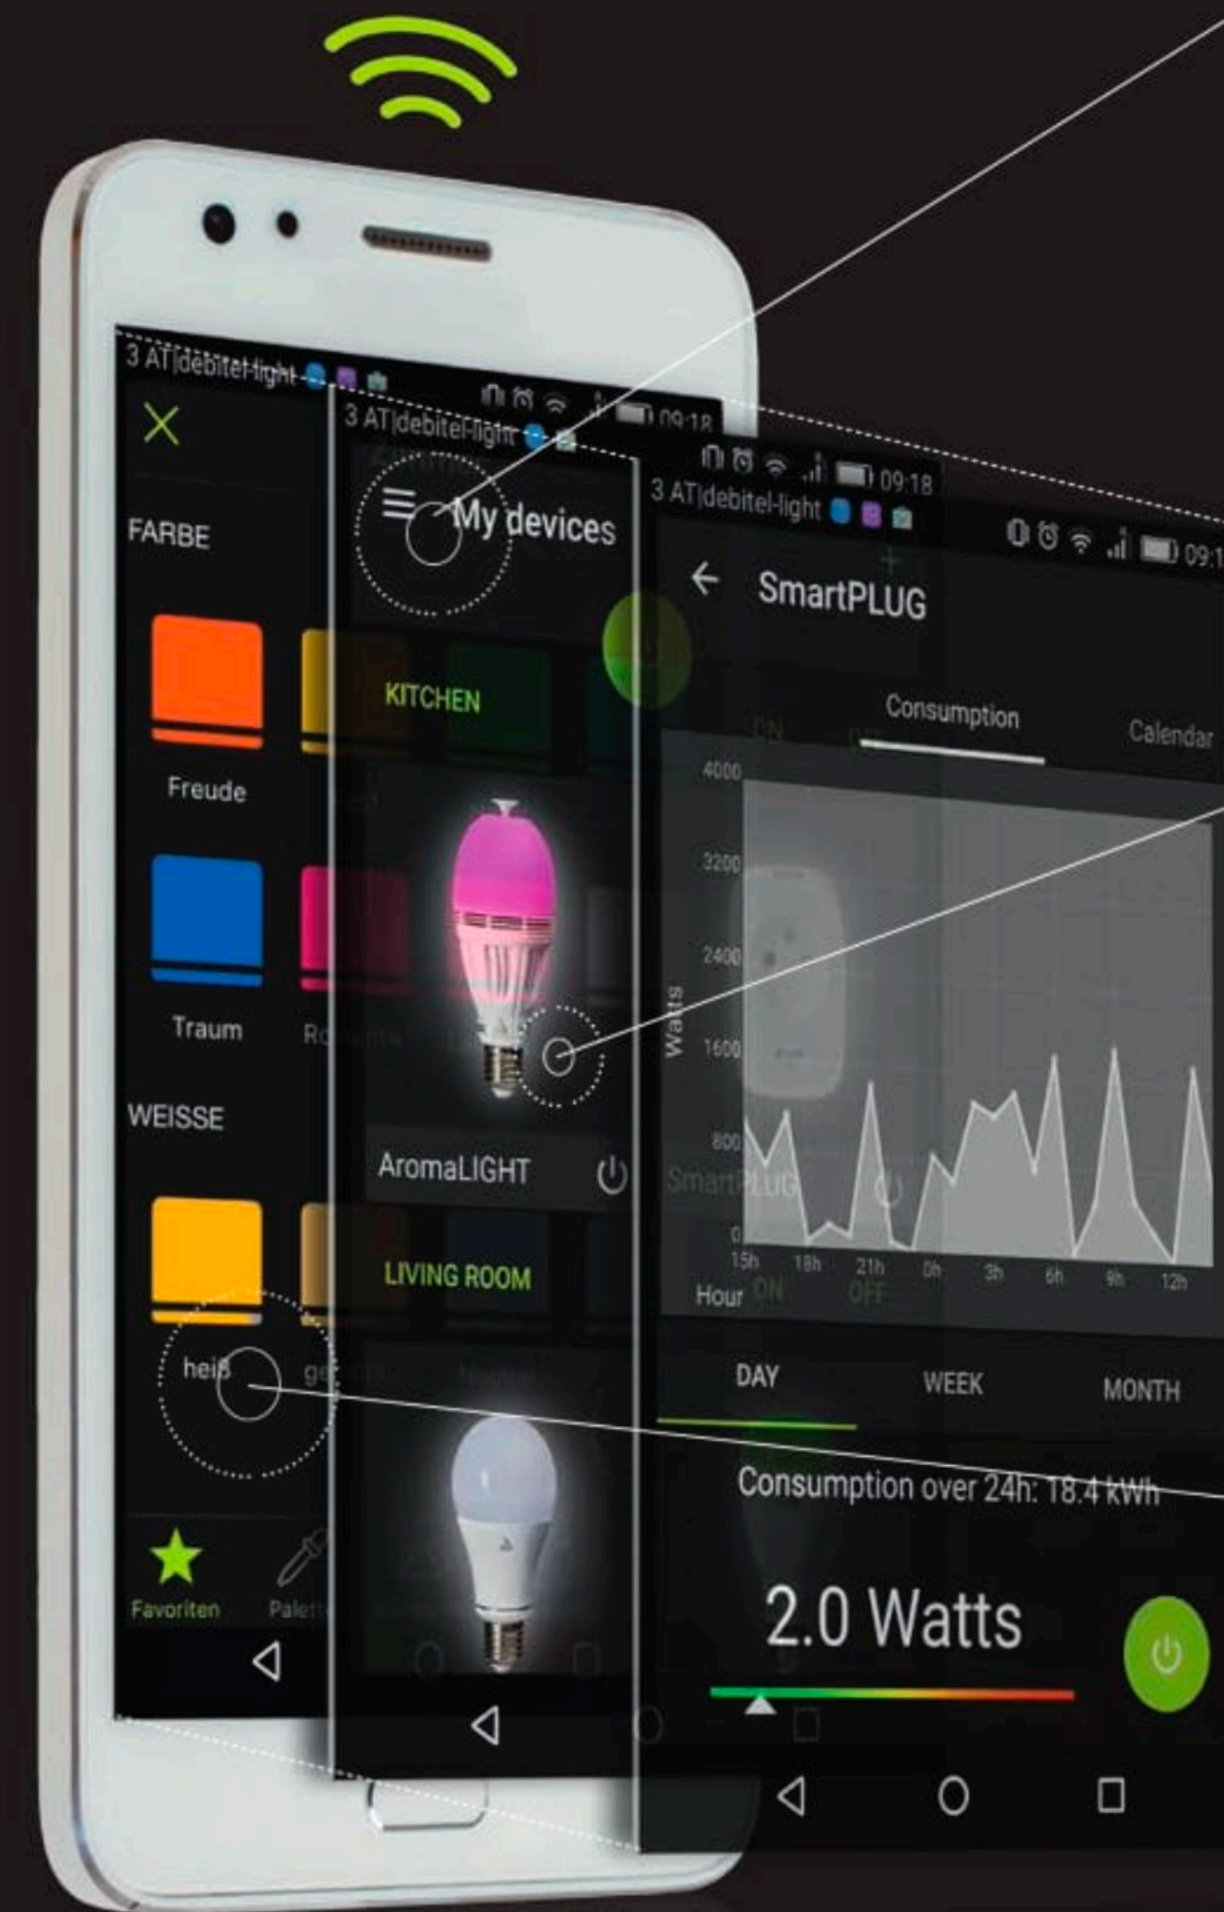 3 AT|debitel-light 09:18
FARBE
Freude
Traum
WEISSE
heiß
Favoriten
3 AT|debitel-light 09:18
My devices
KITCHEN
AromaLIGHT
LIVING ROOM
3 AT|debitel-light
SmartPLUG
Consumption Calendar
ON
4000
3200
2400
1600
800
0
Watts
15h 18h 21h 0h 3h 6h 9h 12h
Hour
SmartPLUG
ON OFF
DAY WEEK MONTH
Consumption over 24h: 18.4 kWh
2.0 Watts